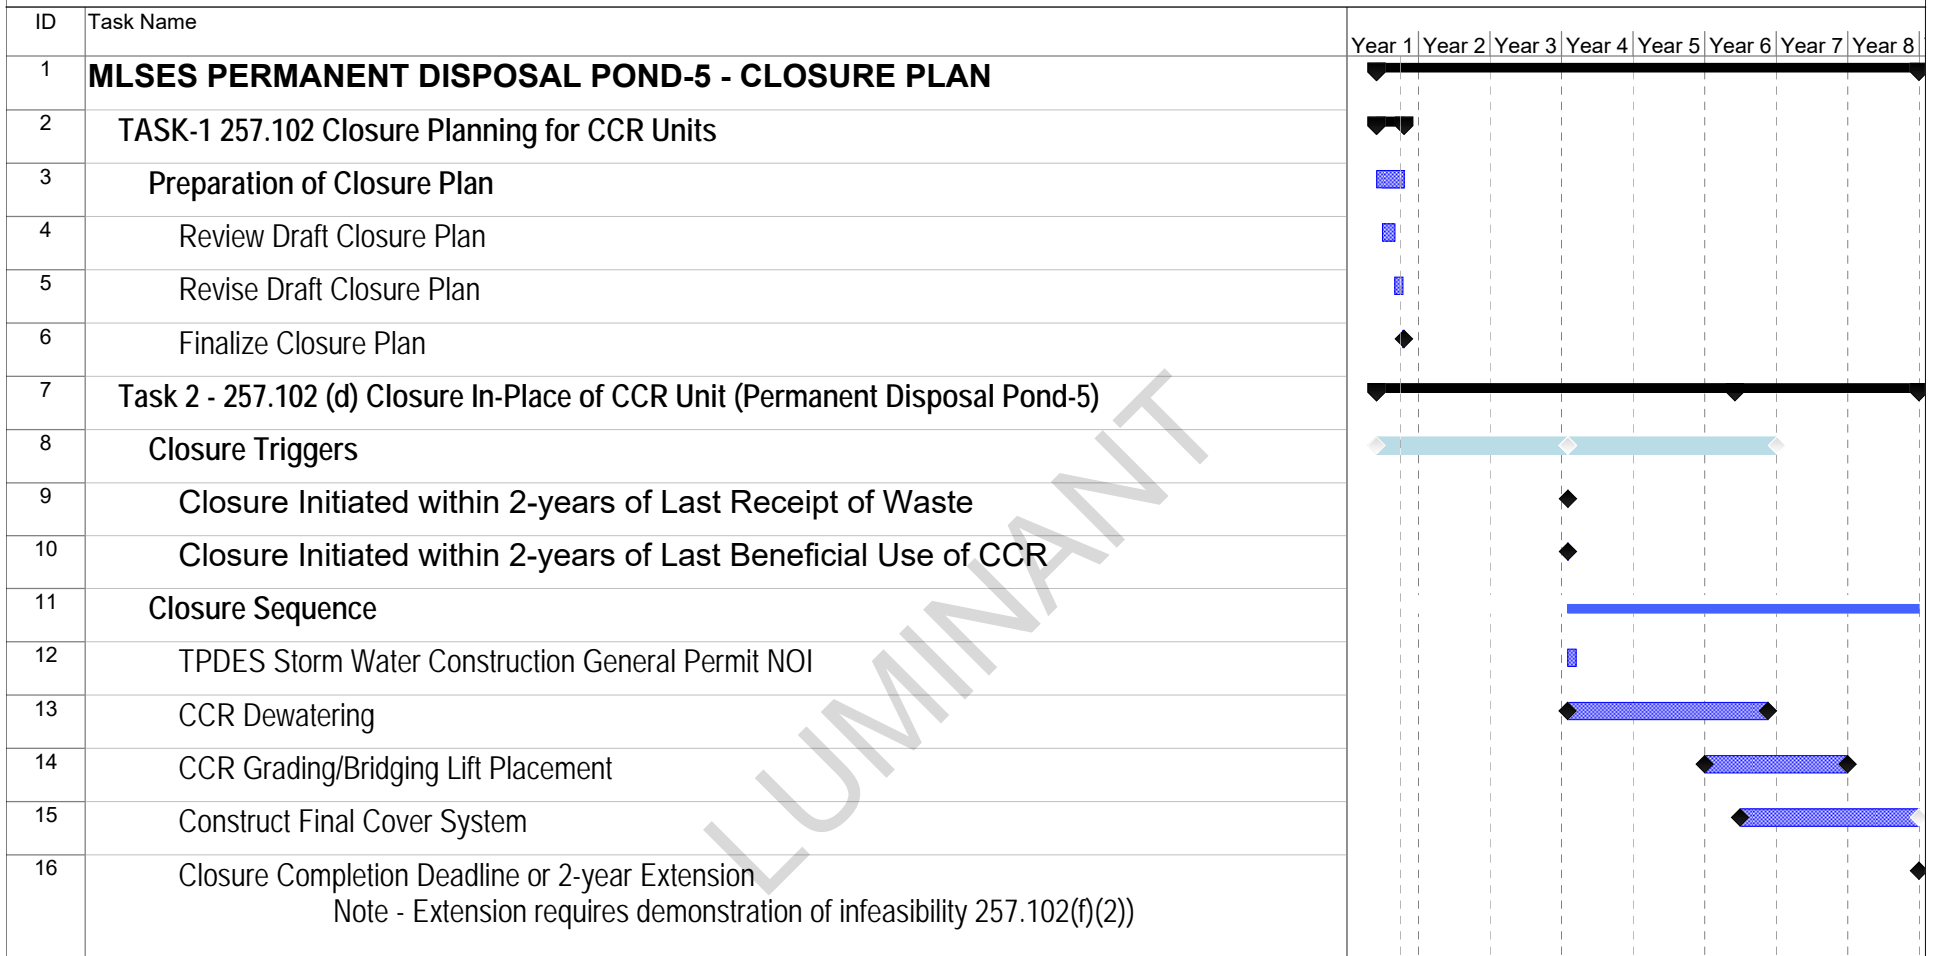 ID Task Name
Year 1 Year 2 Year 3 Year 4 Year 5 Year 6 Year 7 Year 8
1 MLSES PERMANENT DISPOSAL POND-5 - CLOSURE PLAN
2 TASK-1 257.102 Closure Planning for CCR Units
3 Preparation of Closure Plan
4 Review Draft Closure Plan
5 Revise Draft Closure Plan
6 Finalize Closure Plan
7 Task 2 - 257.102 (d) Closure In-Place of CCR Unit (Permanent Disposal Pond-5)
8 Closure Triggers
9 Closure Initiated within 2-years of Last Receipt of Waste
10 Closure Initiated within 2-years of Last Beneficial Use of CCR
11 Closure Sequence
12 TPDES Storm Water Construction General Permit NOI
13 CCR Dewatering
14 CCR Grading/Bridging Lift Placement
15 Construct Final Cover System
16 Closure Completion Deadline or 2-year Extension
Note - Extension requires demonstration of infeasibility 257.102(f)(2))
LUMINANT